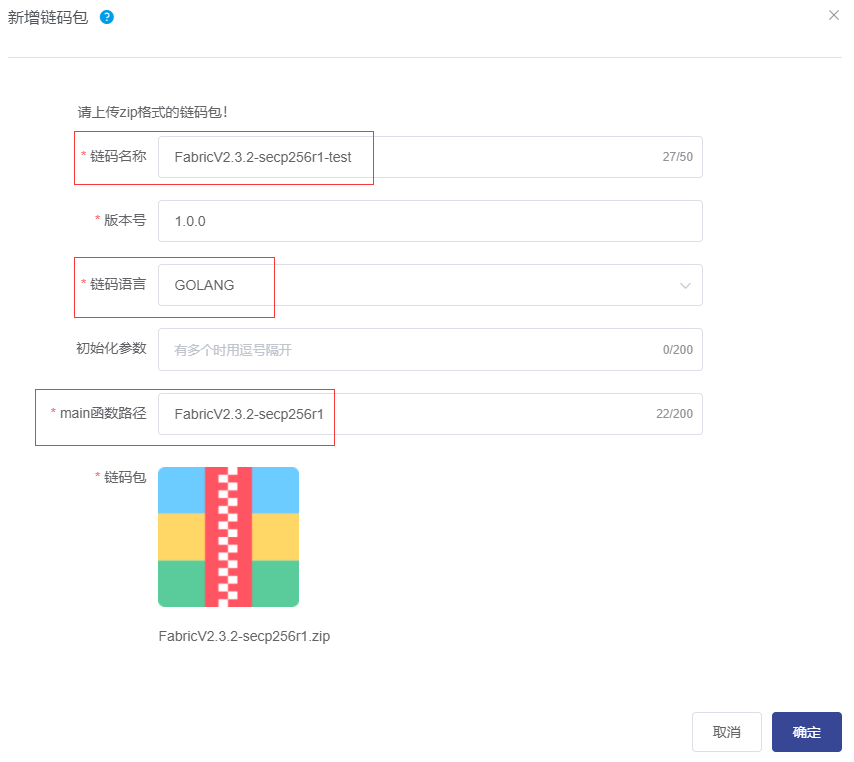 新增链码包 ?
请上传zip格式的链码包!
* 链码名称 FabricV2.3.2-secp256r1-test 27/50
* 版本号 1.0.0
* 链码语言 GOLANG
初始化参数 有多个时用逗号隔开 0/200
* main函数路径 FabricV2.3.2-secp256r1 22/200
* 链码包
FabricV2.3.2-secp256r1.zip
取消 确定